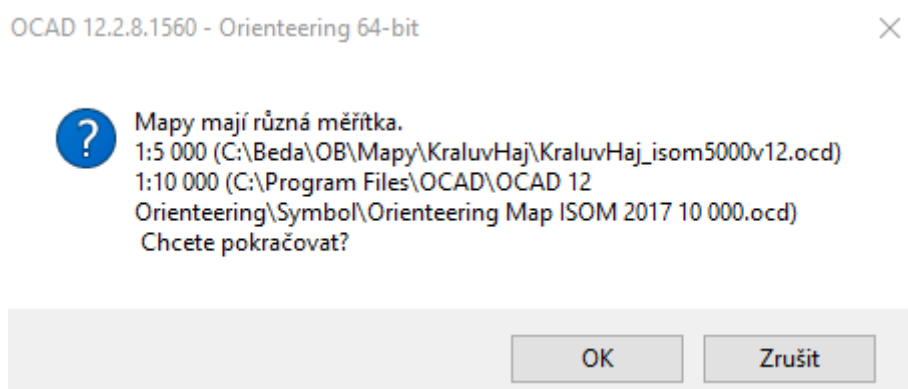 OCAD 12.2.8.1560 - Orienteering 64-bit
Mapy mají různá měřítka.
1:5 000 (C:\Beda\OB\Mapy\KraluvHaj\KraluvHaj_isom5000v12.ocd)
1:10 000 (C:\Program Files\OCAD\OCAD 12
Orienteering\Symbol\Orienteering Map ISOM 2017 10 000.ocd)
Chcete pokračovat?
OK
Zrušit